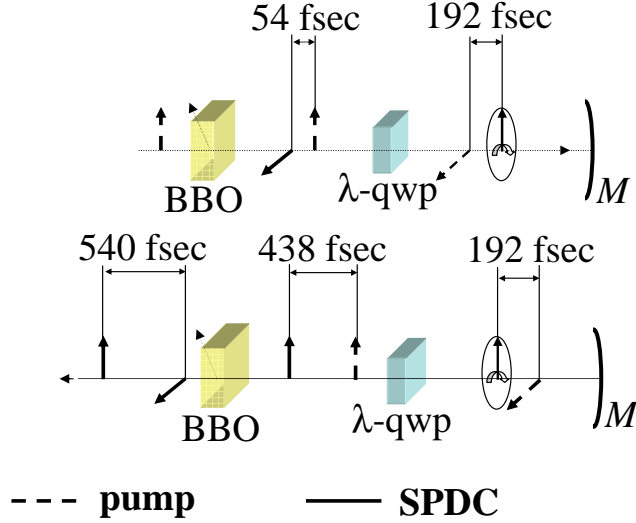 54 fsec 192 fsec
BBO λ-qwp M
540 fsec 438 fsec 192 fsec
BBO λ-qwp M
pump SPDC